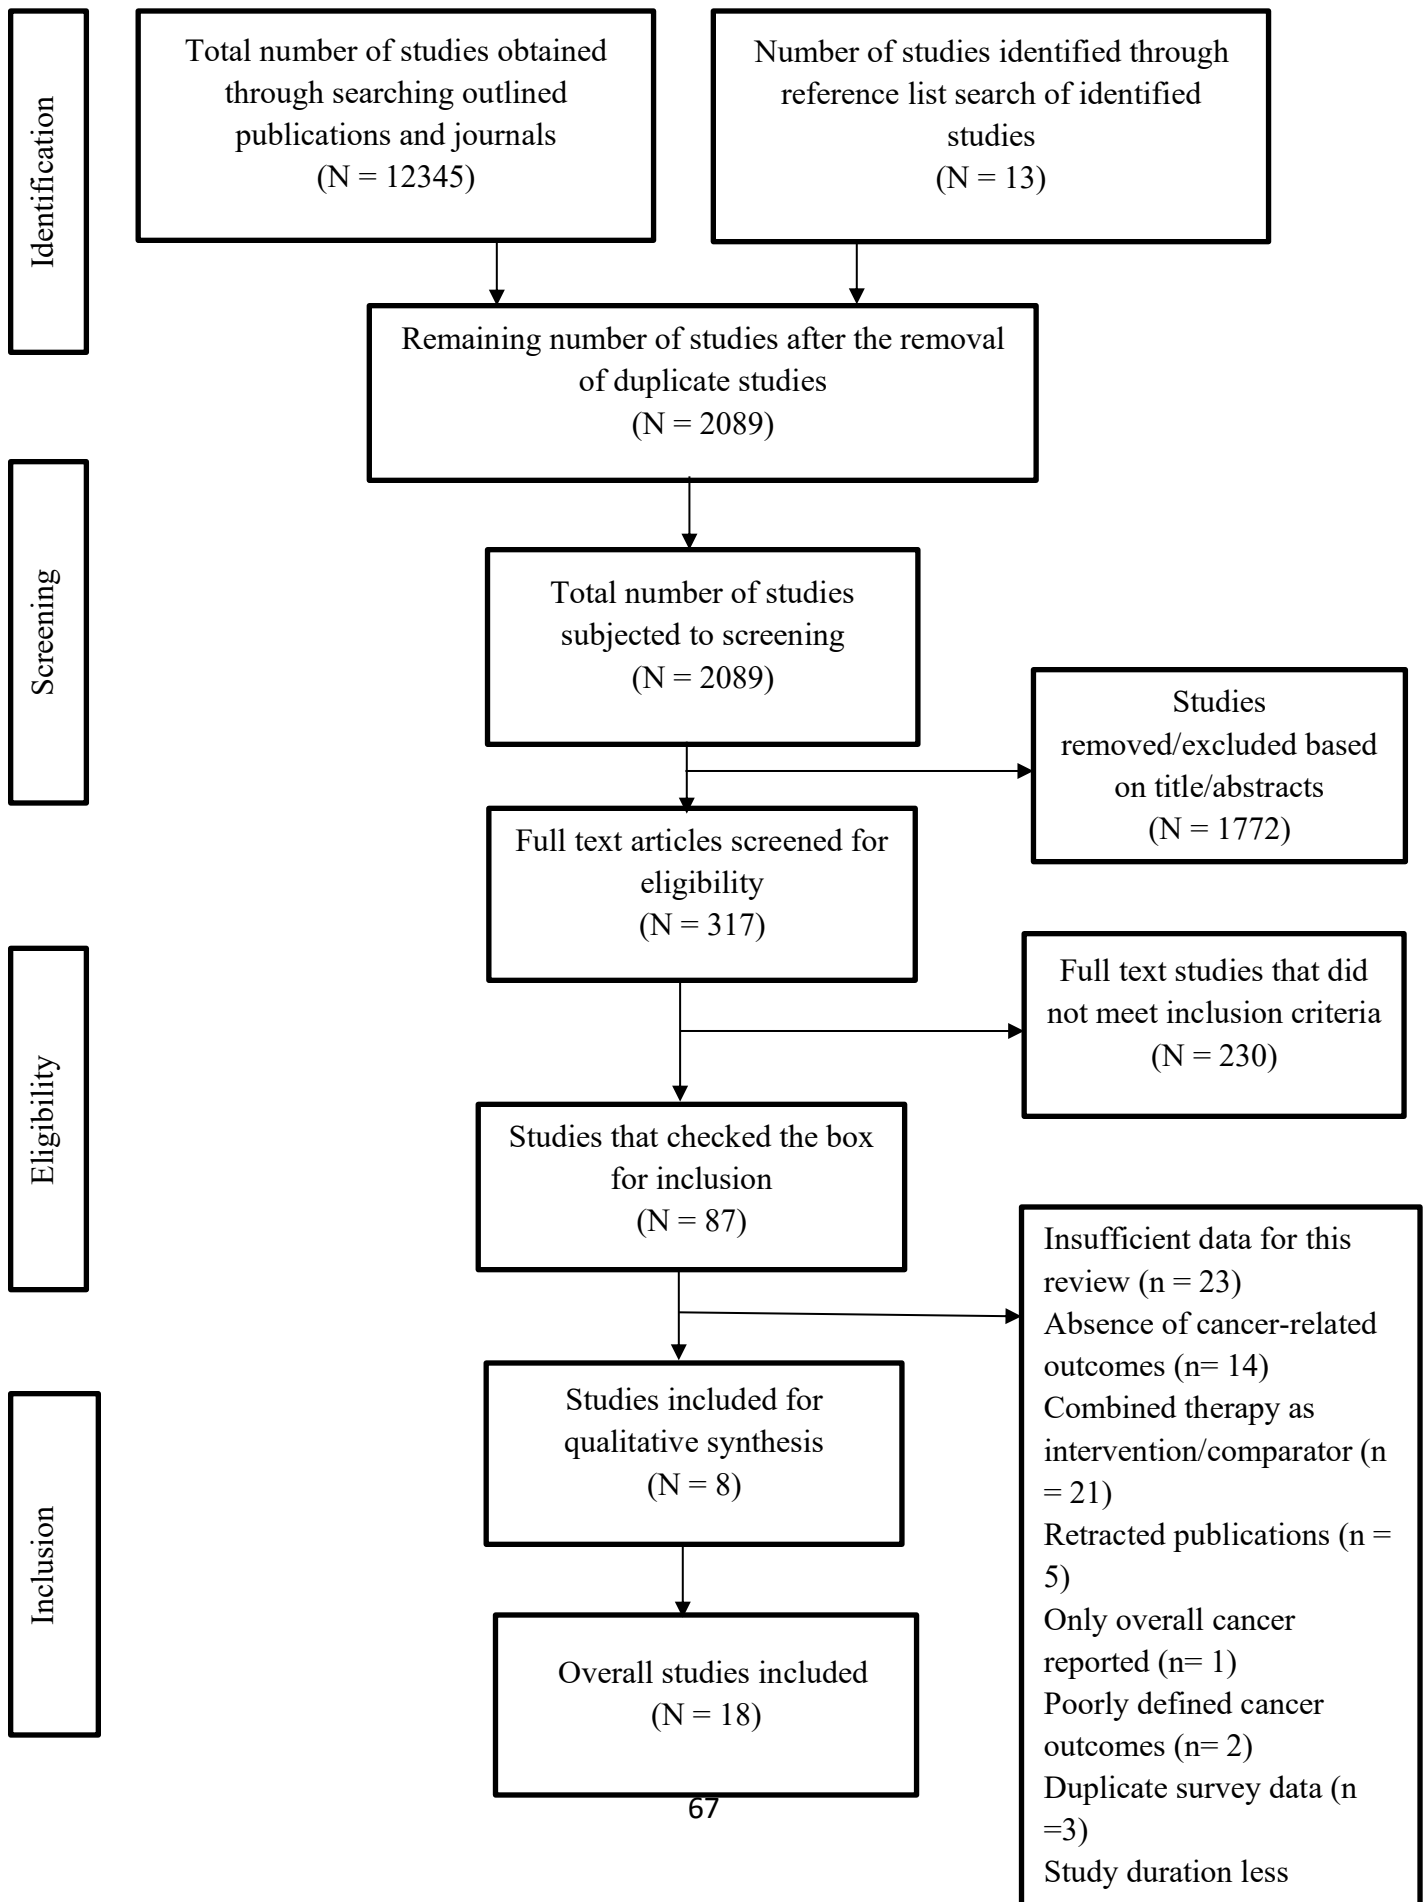 Identification
Total number of studies obtained
through searching outlined
publications and journals
(N = 12345)
Number of studies identified through
reference list search of identified
studies
(N = 13)
Remaining number of studies after the removal
of duplicate studies
(N = 2089)
Screening
Total number of studies
subjected to screening
(N = 2089)
Studies
removed/excluded based
on title/abstracts
(N = 1772)
Full text articles screened for
eligibility
(N = 317)
Eligibility
Full text studies that did
not meet inclusion criteria
(N = 230)
Studies that checked the box
for inclusion
(N = 87)
Insufficient data for this
review (n = 23)
Absence of cancer-related
outcomes (n= 14)
Combined therapy as
intervention/comparator (n
= 21)
Retracted publications (n =
5)
Only overall cancer
reported (n= 1)
Poorly defined cancer
outcomes (n= 2)
Duplicate survey data (n
=3)
Study duration less
Inclusion
Studies included for
qualitative synthesis
(N = 8)
Overall studies included
(N = 18)
67